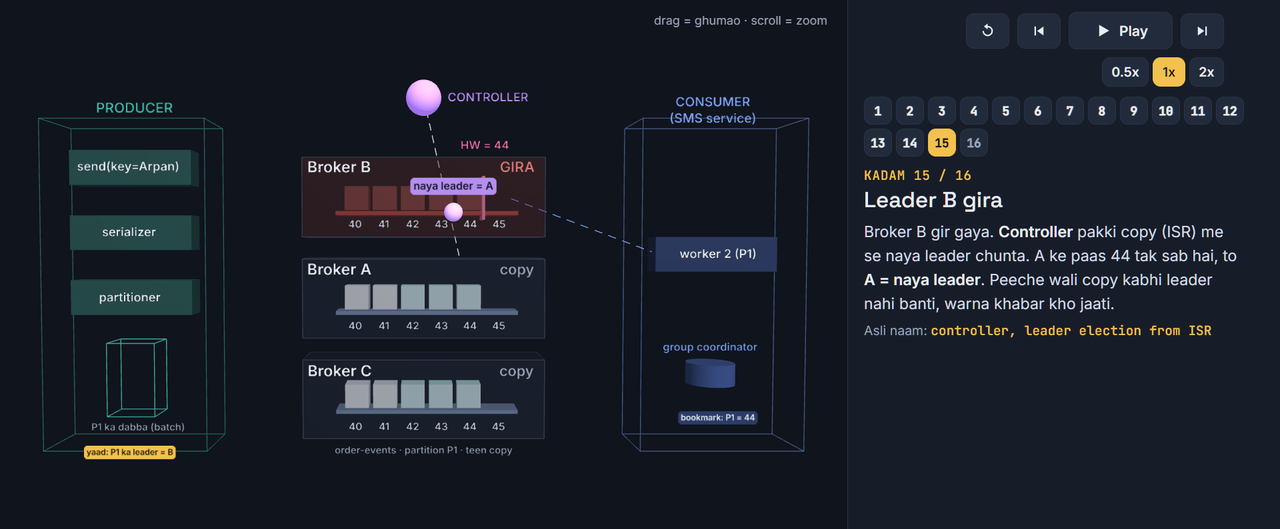 drag = ghumao · scroll = zoom
PRODUCER
send(key=Arpan)
serializer
partitioner
P1 ka dabba (batch)
yaad: P1 ka leader = B
CONTROLLER
HW = 44
Broker B GIRA
naya leader = A
40 41 42 43 44 45
Broker A copy
40 41 42 43 44 45
Broker C copy
40 41 42 43 44 45
order-events · partition P1 · teen copy
CONSUMER
(SMS service)
worker 2 (P1)
group coordinator
bookmark: P1 = 44
Play
0.5x 1x 2x
1 2 3 4 5 6 7 8 9 10 11 12
13 14 15 16
KADAM 15 / 16
Leader B gira
Broker B gir gaya. Controller pakki copy (ISR) me
se naya leader chunta. A ke paas 44 tak sab hai, to
A = naya leader. Peeche wali copy kabhi leader
nahi banti, warna khabar kho jaati.
Asli naam: controller, leader election from ISR